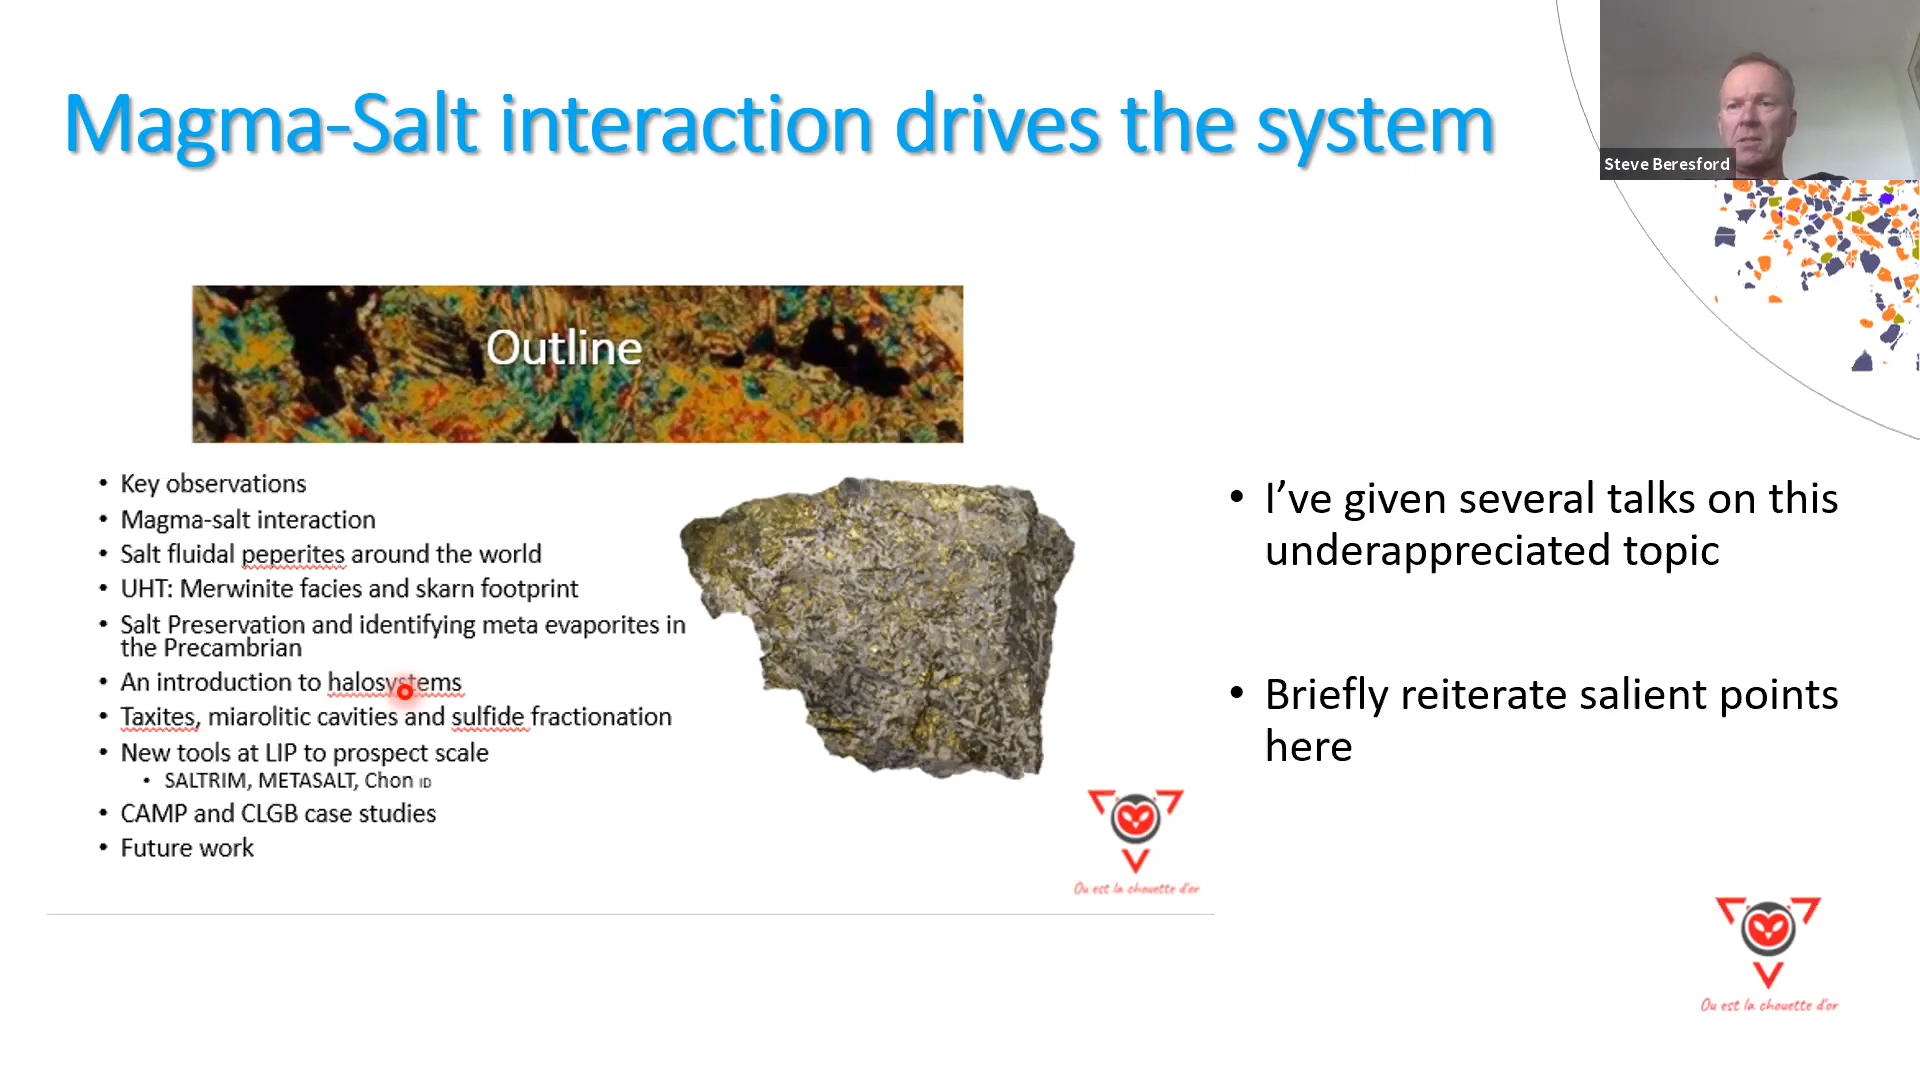 Magma-Salt interaction drives the system
Steve Beresford
Outline
• Key observations
• Magma-salt interaction
• Salt fluidal peperites around the world
• UHT: Merwinite facies and skarn footprint
• Salt Preservation and identifying meta evaporites in
the Precambrian
• An introduction to halosystems
• Taxites, miarolitic cavities and sulfide fractionation
• New tools at LIP to prospect scale
• SALTRIM, METASALT, Chon ID
• CAMP and CLGB case studies
• Future work
Ou est la chouette d'or
• I’ve given several talks on this
underappreciated topic
• Briefly reiterate salient points
here
Ou est la chouette d'or